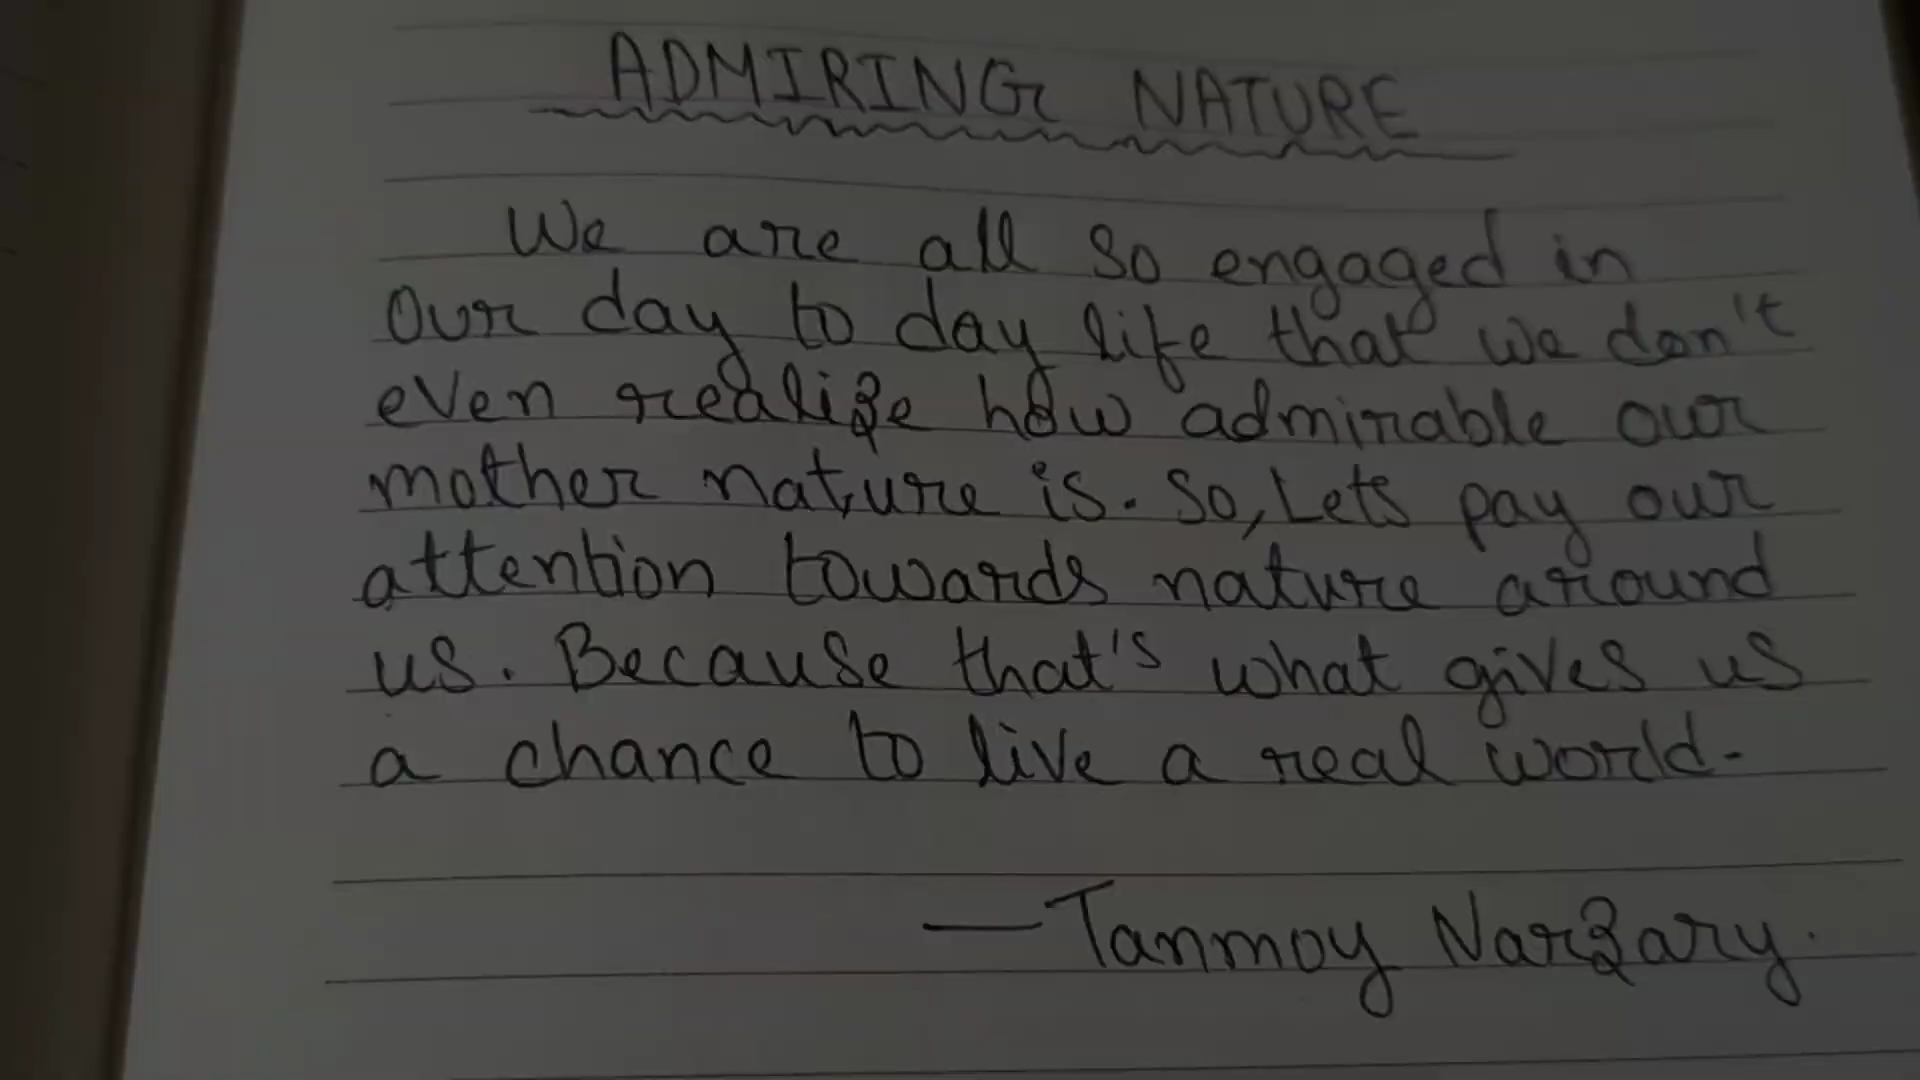 ADMIRING NATURE
We are all so engaged in
our day to day life that we don't
even realize how admirable our
mother nature is. So, Lets pay our
attention towards nature around
us. Because that's what gives us
a chance to live a real world.
—Tanmoy Narzary.